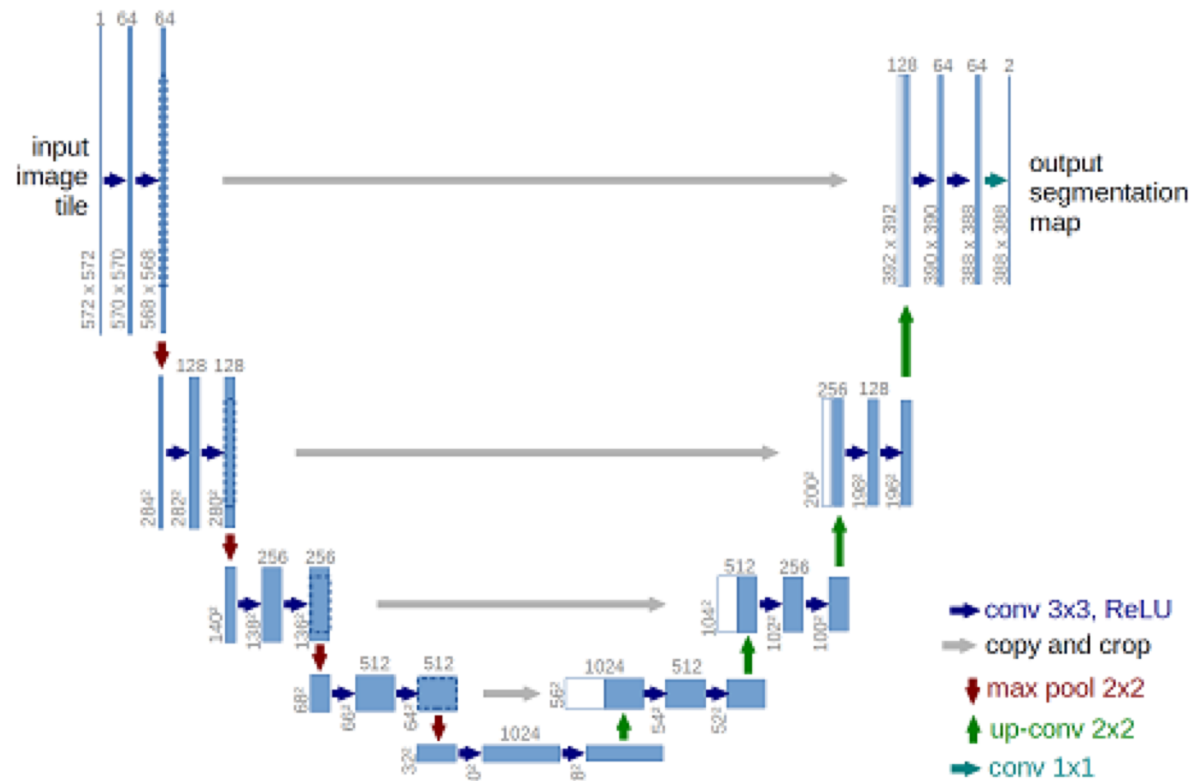 1 64 64
128 64 64 2
input
image
tile
output
segmentation
map
572 x 572
570 x 570
568 x 568
392 x 392
390 x 390
388 x 388
388 x 388
128 128
256 128
284²
282²
280²
200²
198²
196²
256 256
512 256
140²
138²
136²
104²
102²
100²
512 512
1024 512
68²
66²
64²
56²
54²
52²
1024
32²
conv 3x3, ReLU
copy and crop
max pool 2x2
up-conv 2x2
conv 1x1